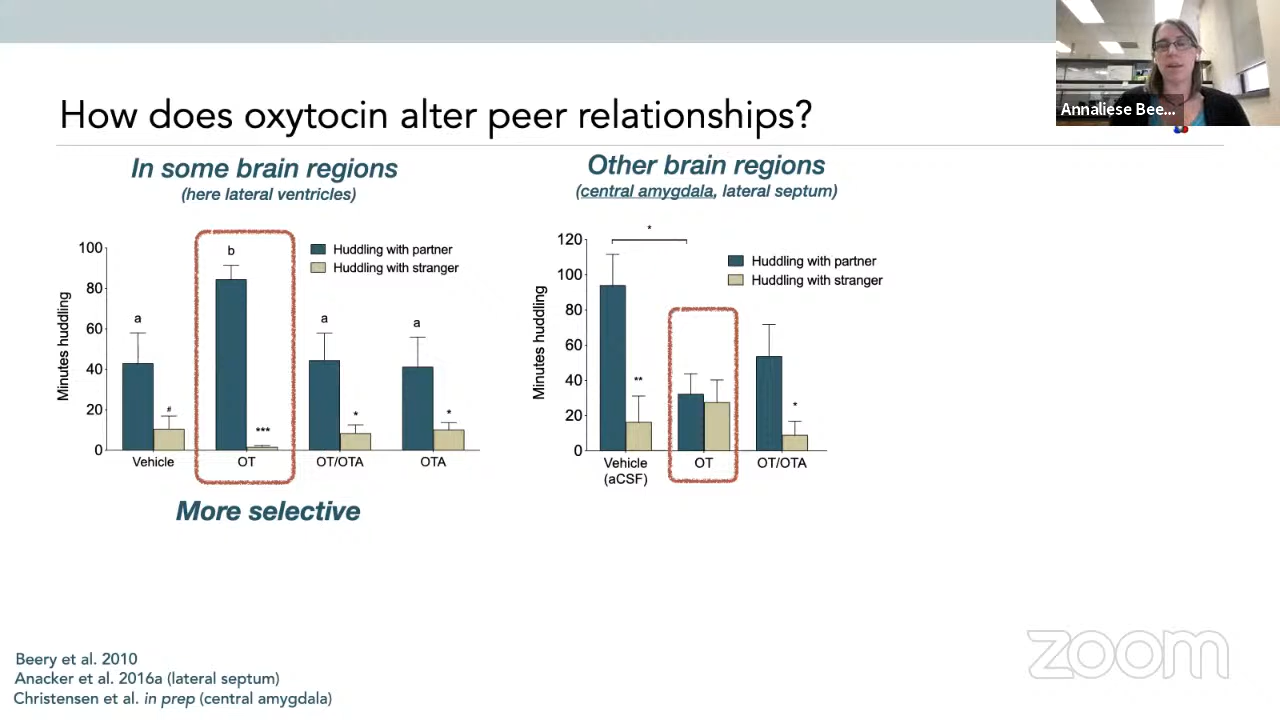 Annaliese Bee...
How does oxytocin alter peer relationships?
In some brain regions
(here lateral ventricles)
100
80
60
40
20
0
Minutes huddling
Huddling with partner
Huddling with stranger
a
b
a
a
#
***
*
*
Vehicle
OT
OT/OTA
OTA
More selective
Other brain regions
(central amygdala, lateral septum)
120
100
80
60
40
20
0
Minutes huddling
*
Huddling with partner
Huddling with stranger
**
*
Vehicle
(aCSF)
OT
OT/OTA
Beery et al. 2010
Anacker et al. 2016a (lateral septum)
Christensen et al. in prep (central amygdala)
zoom